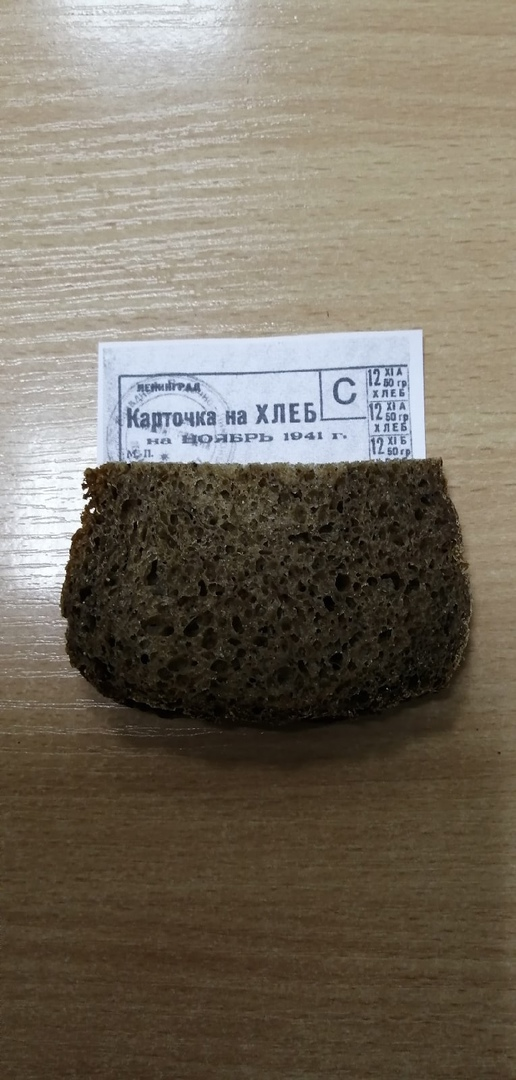 ЛЕНИНГРАД
Карточка на ХЛЕБ
на НОЯБРЬ 1941 г.
М. П.
С
12 XI А
50 гр
ХЛЕБ
12 XI А
50 гр
ХЛЕБ
12 XI Б
50 гр